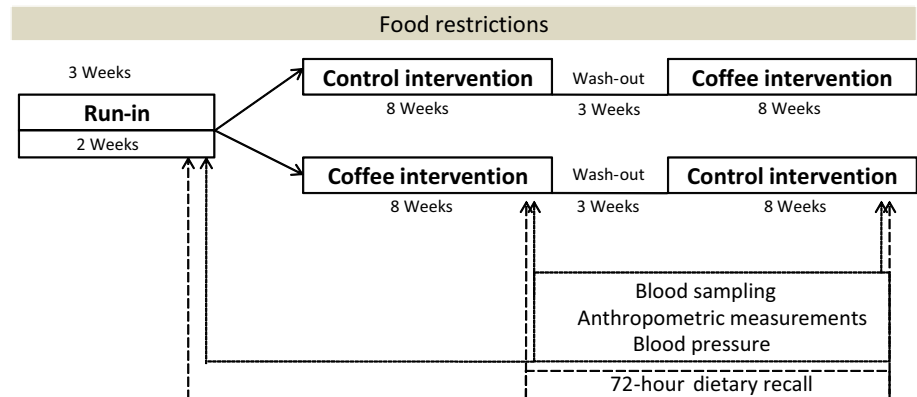 Food restrictions
3 Weeks
Run-in
2 Weeks
Control intervention
8 Weeks
Wash-out
3 Weeks
Coffee intervention
8 Weeks
Coffee intervention
8 Weeks
Wash-out
3 Weeks
Control intervention
8 Weeks
Blood sampling
Anthropometric measurements
Blood pressure
72-hour dietary recall